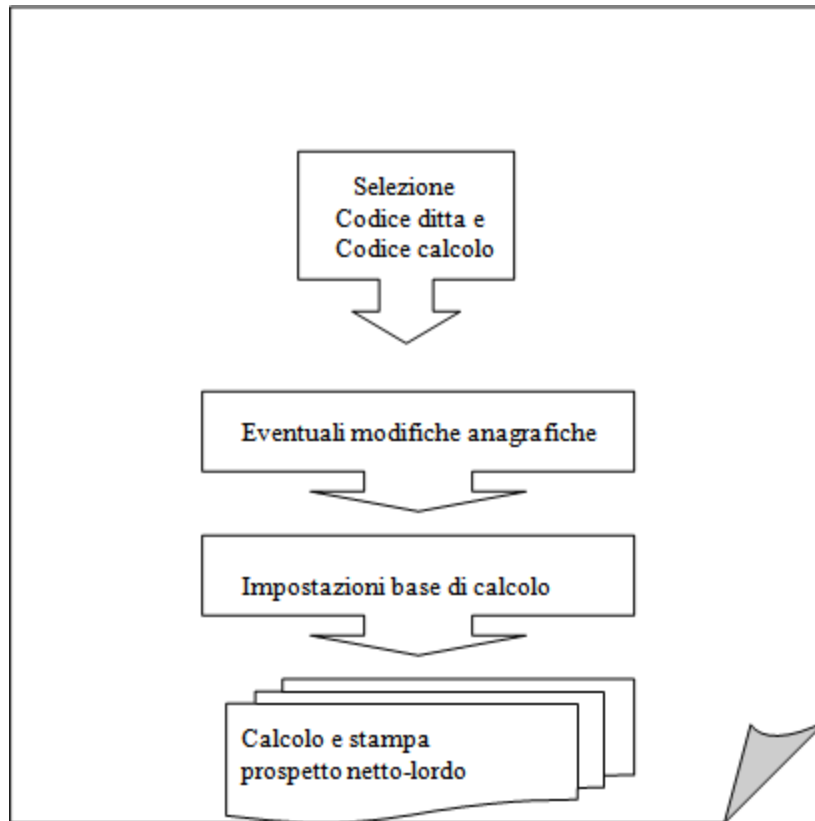 Selezione
Codice ditta e
Codice calcolo
Eventuali modifiche anagrafiche
Impostazioni base di calcolo
Calcolo e stampa
prospetto netto-lordo